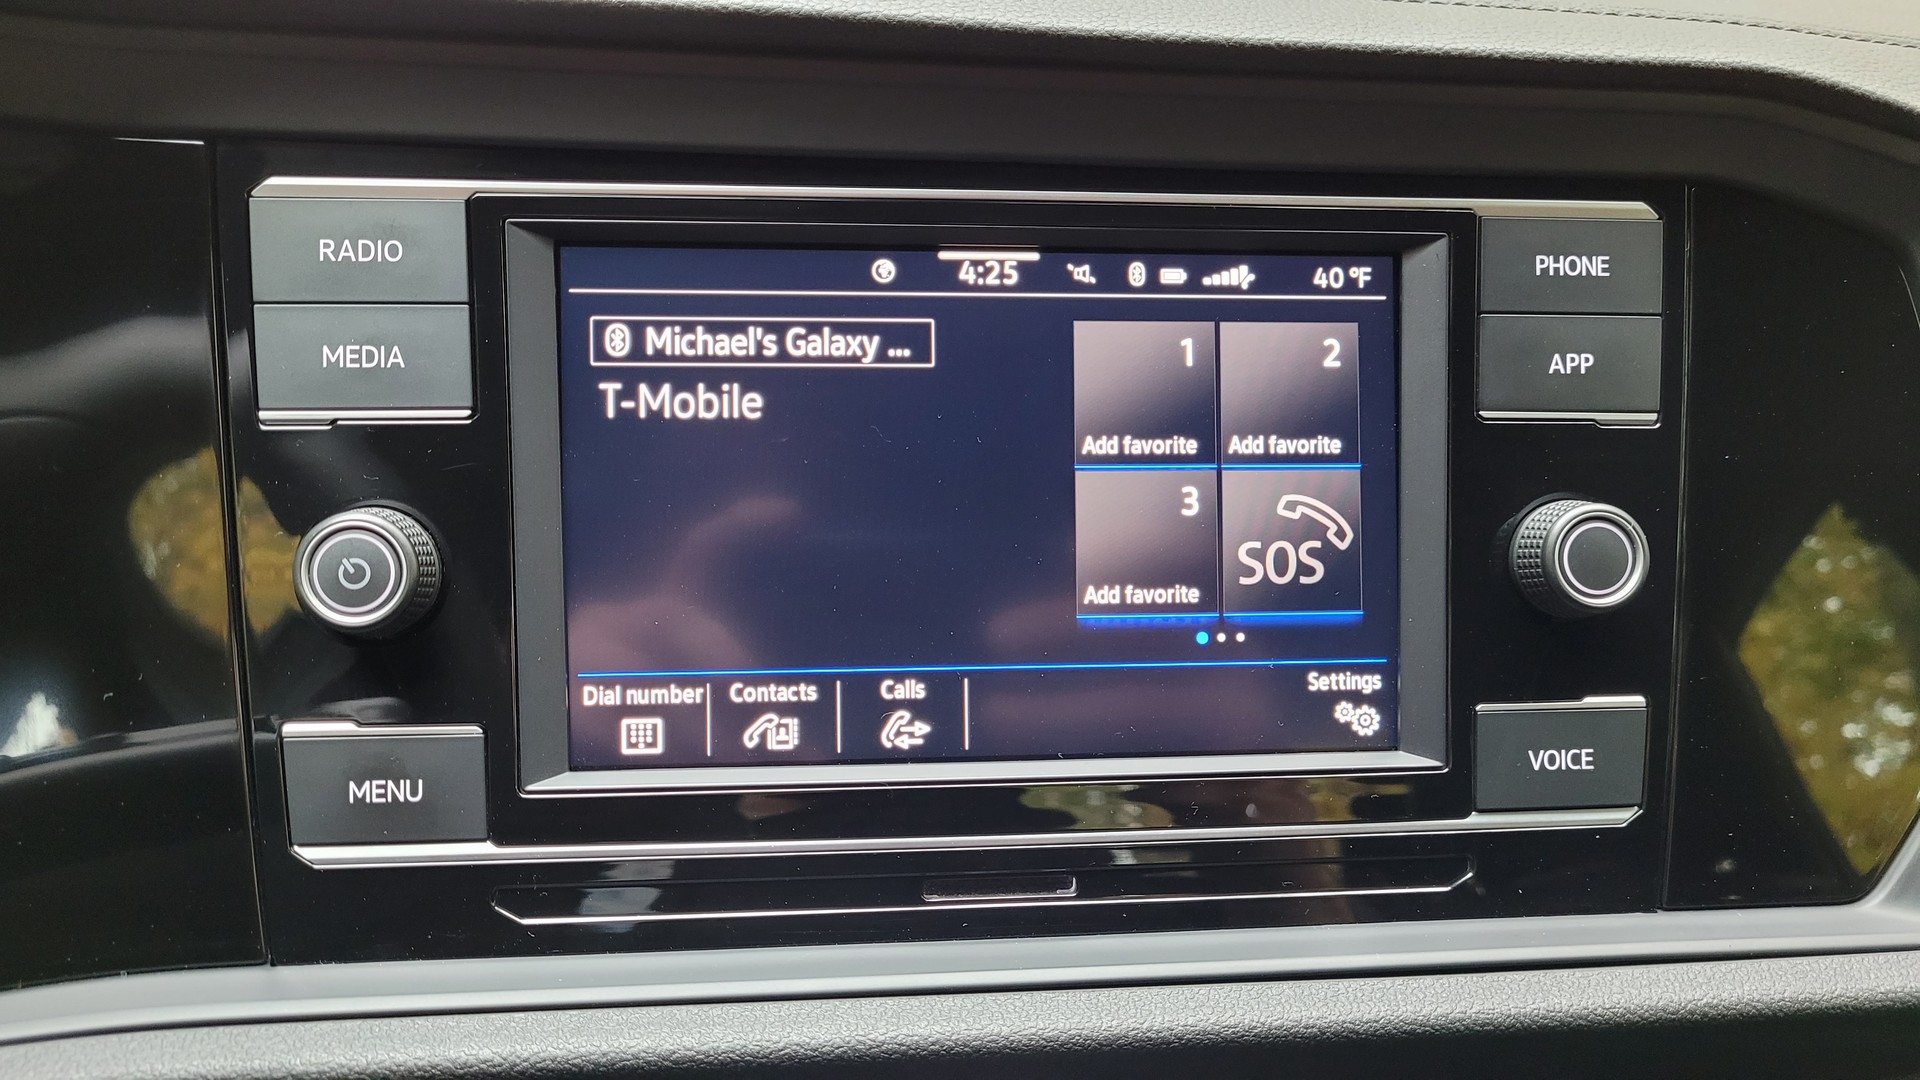 RADIO
MEDIA
MENU
4:25
40 °F
Michael's Galaxy ...
T-Mobile
1
Add favorite
2
Add favorite
3
Add favorite
SOS
Dial number
Contacts
Calls
Settings
PHONE
APP
VOICE